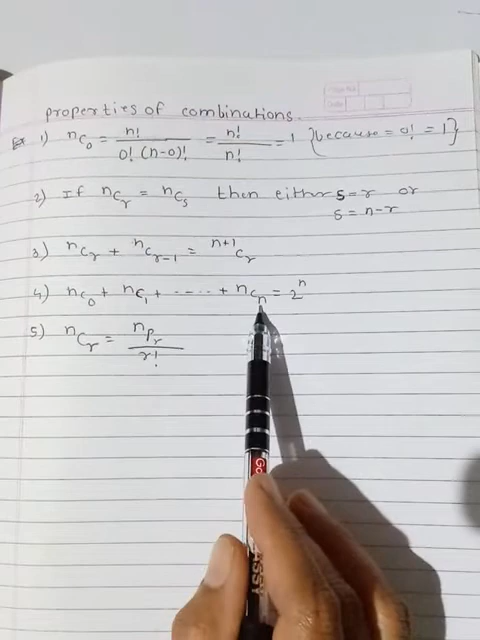 properties of combinations.
1) nC₀ = n! / 0! (n-0)! = n! / n! = 1 {because = 0! = 1}
2) If nCᵣ = nCₛ then either s = r or
s = n-r
3) nCᵣ + nCᵣ₋₁ = n+1Cᵣ
4) nC₀ + nC₁ + ----- + nCₙ = 2ⁿ
5) nCᵣ = nPᵣ / r!